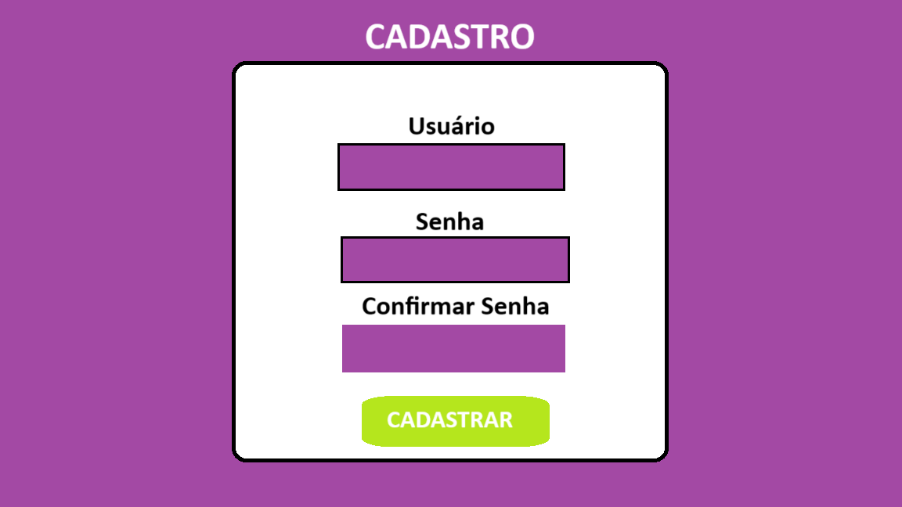 CADASTRO
Usuário
Senha
Confirmar Senha
CADASTRAR